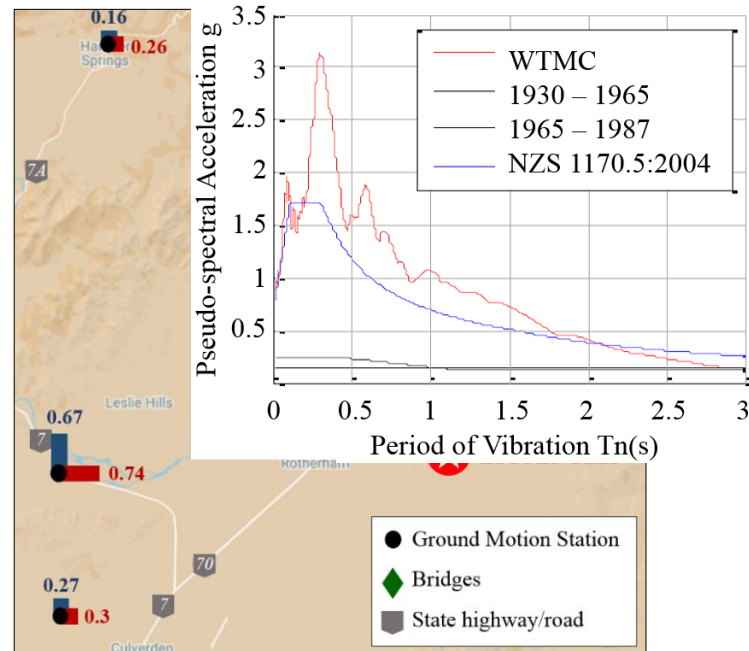 0.16
0.26
Springs
7A
Leslie Hills
0.67
7
0.74
Rotherham
0.27
0.3
70
7
Culverden
Pseudo-spectral Acceleration g
3.5
3
2.5
2
1.5
1
0.5
0
0.5
1
1.5
2
2.5
3
Period of Vibration Tn(s)
WTMC
1930 – 1965
1965 – 1987
NZS 1170.5:2004
Ground Motion Station
Bridges
State highway/road